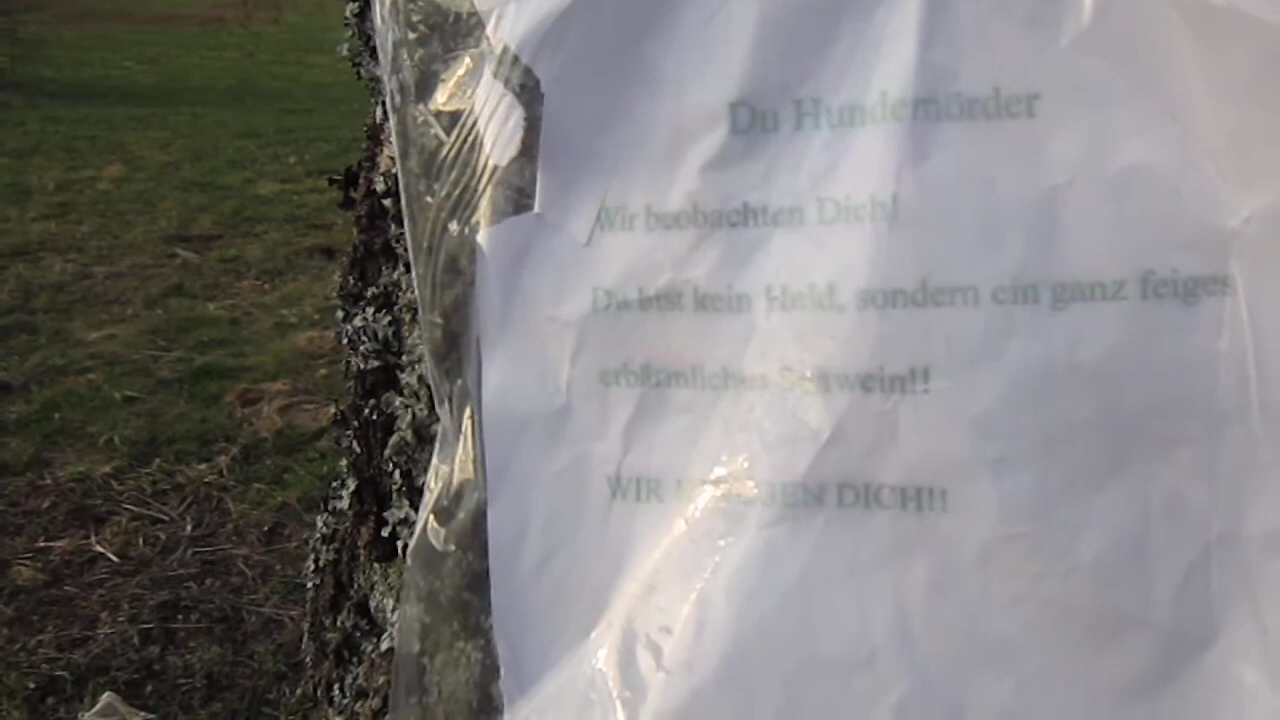 Du Hundemörder
Wir beobachten Dich!
Du bist kein Held, sondern ein ganz feiges
erbärmliches Schwein!!
WIR DICH!!